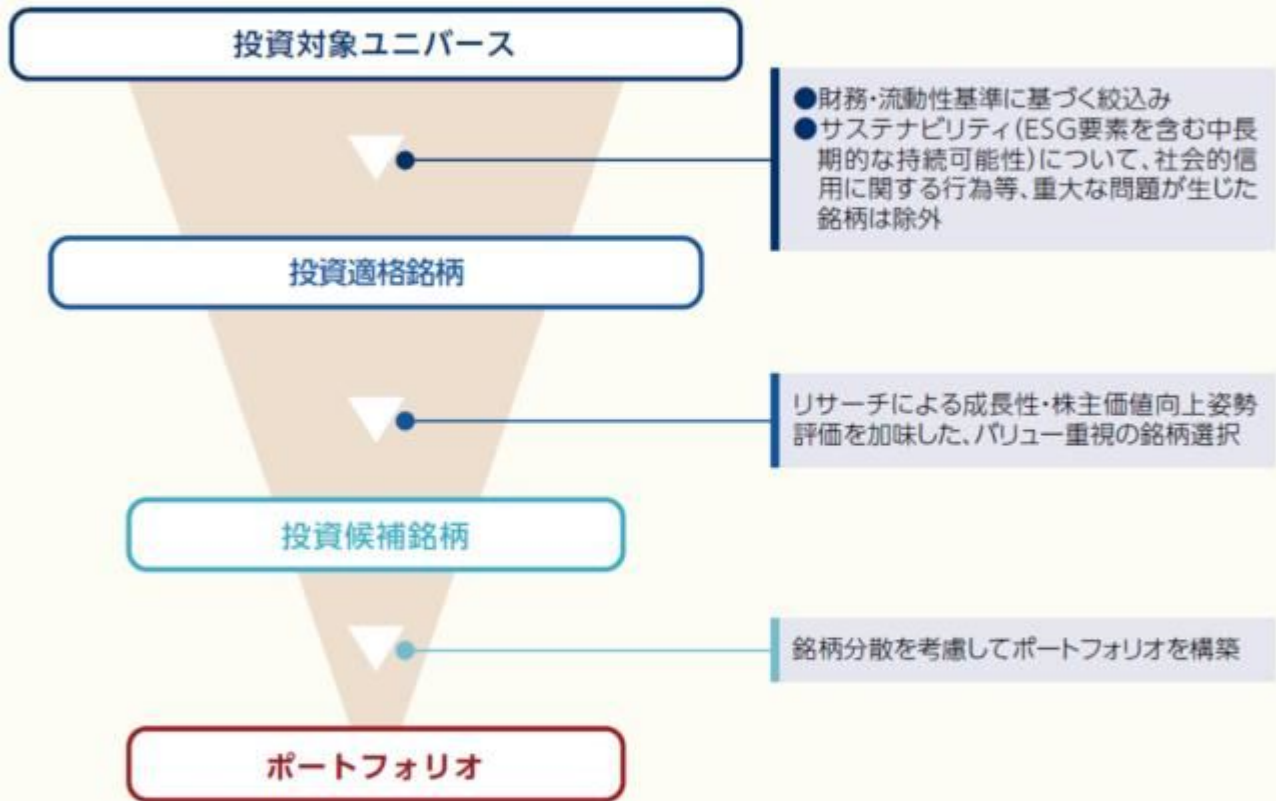 投資対象ユニバース
●財務・流動性基準に基づく絞込み
●サステナビリティ(ESG要素を含む中長
期的な持続可能性)について、社会的信
用に関する行為等、重大な問題が生じた
銘柄は除外
投資適格銘柄
リサーチによる成長性・株主価値向上姿勢
評価を加味した、バリュー重視の銘柄選択
投資候補銘柄
銘柄分散を考慮してポートフォリオを構築
ポートフォリオ